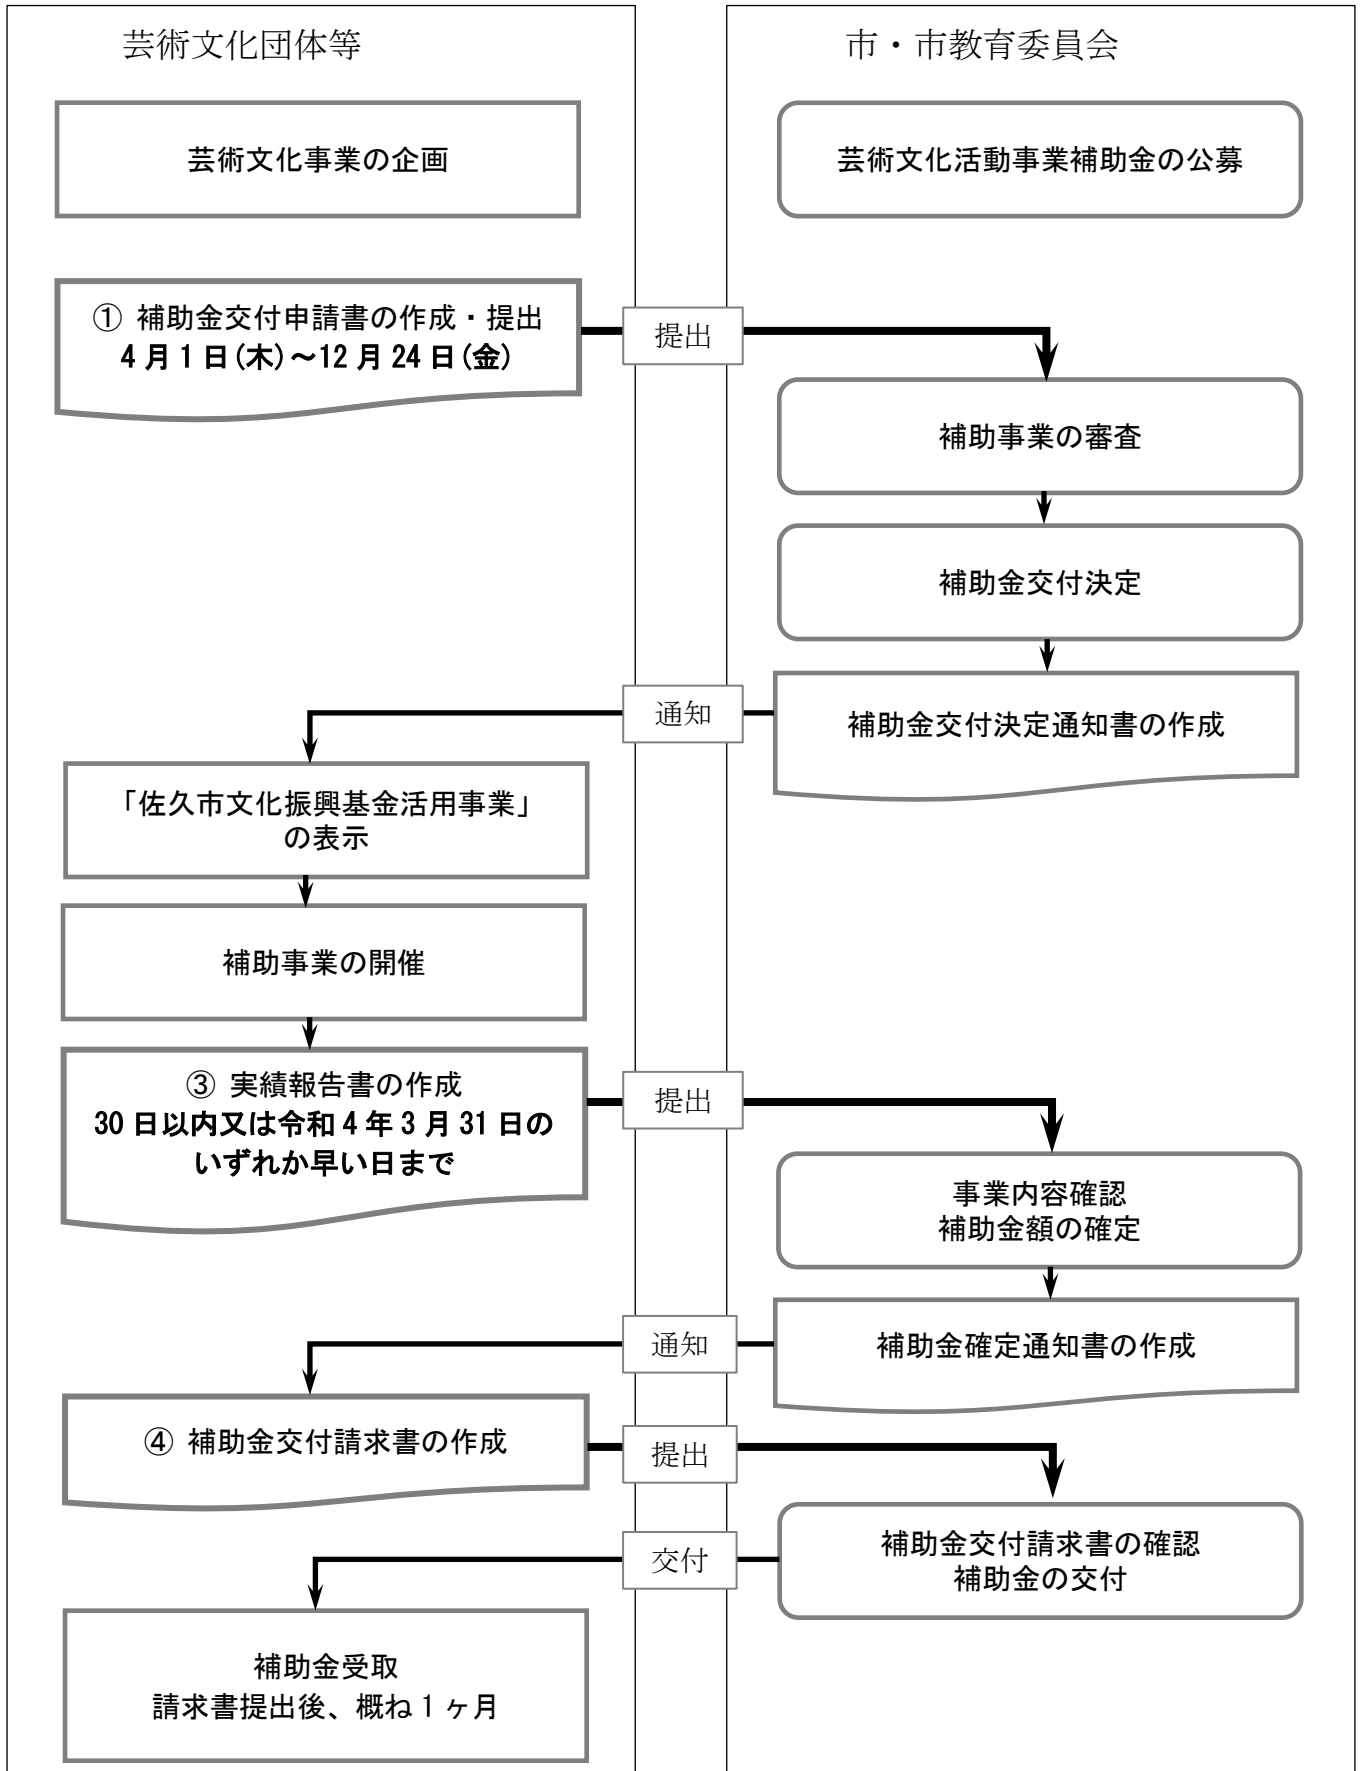 芸術文化団体等
市・市教育委員会
芸術文化事業の企画
芸術文化活動事業補助金の公募
① 補助金交付申請書の作成・提出
4月1日(木)～12月24日(金)
提出
補助事業の審査
補助金交付決定
補助金交付決定通知書の作成
通知
「佐久市文化振興基金活用事業」
の表示
補助事業の開催
③ 実績報告書の作成
30日以内又は令和4年3月31日の
いずれか早い日まで
提出
事業内容確認
補助金額の確定
補助金確定通知書の作成
通知
④ 補助金交付請求書の作成
提出
補助金交付請求書の確認
補助金の交付
交付
補助金受取
請求書提出後、概ね1ヶ月